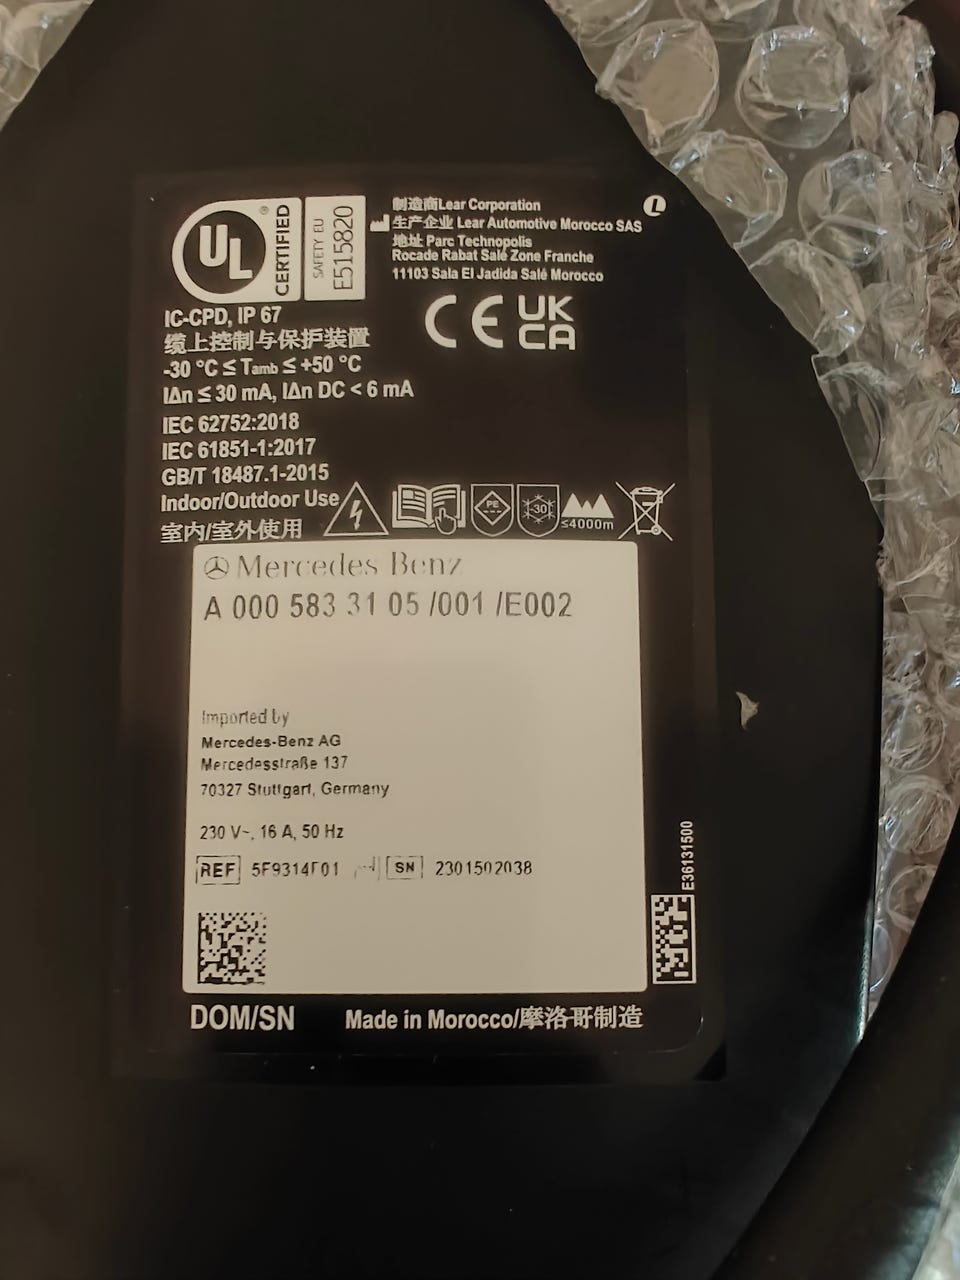 UL
®
CERTIFIED
SAFETY EU
E515820
制造商Lear Corporation
生产企业 Lear Automotive Morocco SAS
地址 Parc Technopolis
Rocade Rabat Salé Zone Franche
11103 Sala El Jadida Salé Morocco
L
CE
UK
CA
IC-CPD, IP 67
缆上控制与保护装置
-30 °C ≤ Tamb ≤ +50 °C
IΔn ≤ 30 mA, IΔn DC < 6 mA
IEC 62752:2018
IEC 61851-1:2017
GB/T 18487.1-2015
Indoor/Outdoor Use
室内/室外使用
PE
-30
≤4000m
Mercedes Benz
A 000 583 31 05 /001 /E002
Imported by
Mercedes-Benz AG
Mercedesstraße 137
70327 Stuttgart, Germany
230 V~, 16 A, 50 Hz
REF 5F9314F01 SN 2301502038
E36131500
DOM/SN Made in Morocco/摩洛哥制造